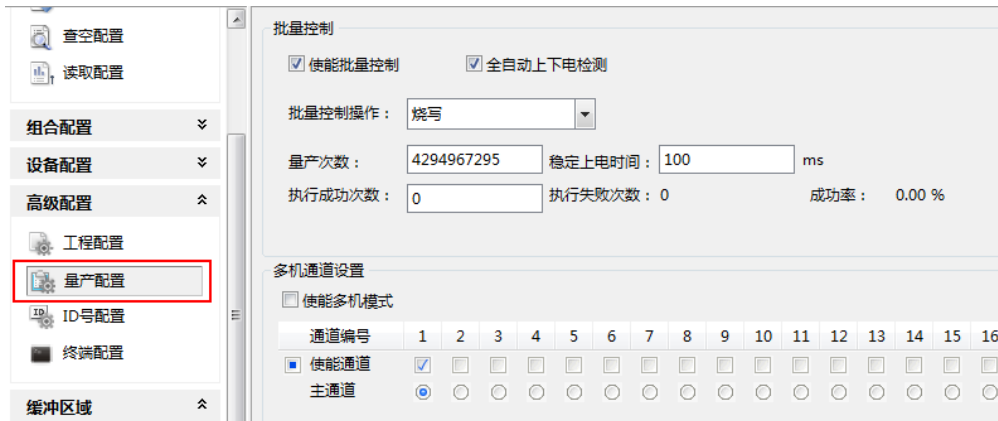 查空配置
读取配置
组合配置
设备配置
高级配置
工程配置
量产配置
ID号配置
终端配置
缓冲区域
批量控制
使能批量控制 全自动上下电检测
批量控制操作： 烧写
量产次数： 4294967295 稳定上电时间： 100 ms
执行成功次数： 0 执行失败次数： 0 成功率： 0.00 %
多机通道设置
使能多机模式
通道编号 1 2 3 4 5 6 7 8 9 10 11 12 13 14 15 16
使能通道
主通道